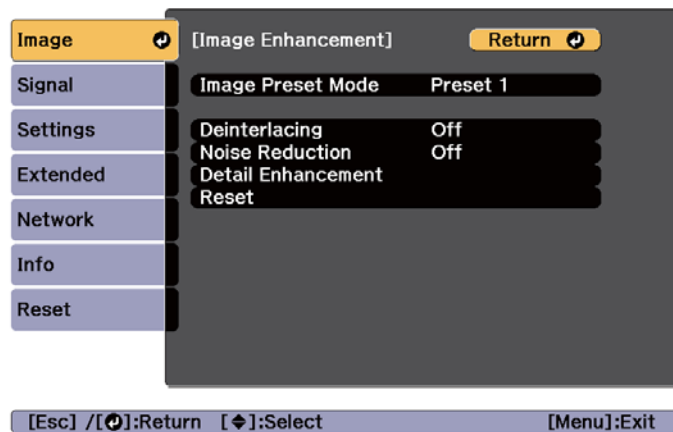 Image
Signal
Settings
Extended
Network
Info
Reset
[Image Enhancement] Return
Image Preset Mode Preset 1
Deinterlacing Off
Noise Reduction Off
Detail Enhancement
Reset
[Esc] /[⏎]:Return [◆]:Select [Menu]:Exit